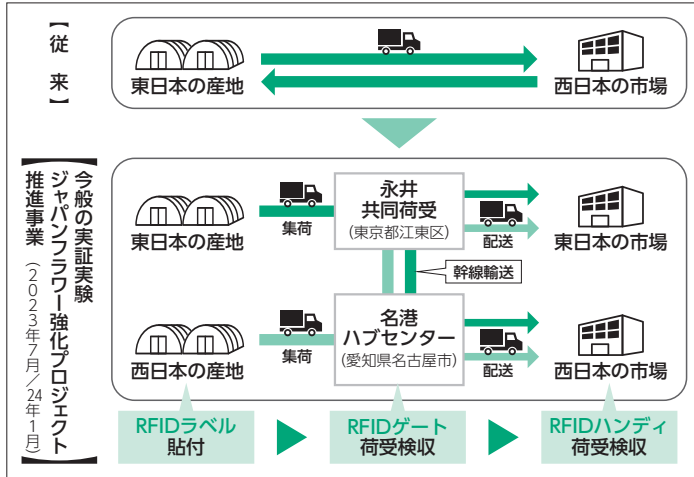 【従来】
東日本の産地
西日本の市場
【今般の実証実験
ジャパンフラワー強化プロジェクト
推進事業（2023年7月／24年1月）】
東日本の産地
集荷
永井
共同荷受
(東京都江東区)
配送
東日本の市場
幹線輸送
西日本の産地
集荷
名港
ハブセンター
(愛知県名古屋市)
配送
西日本の市場
RFIDラベル
貼付
RFIDゲート
荷受検収
RFIDハンディ
荷受検収